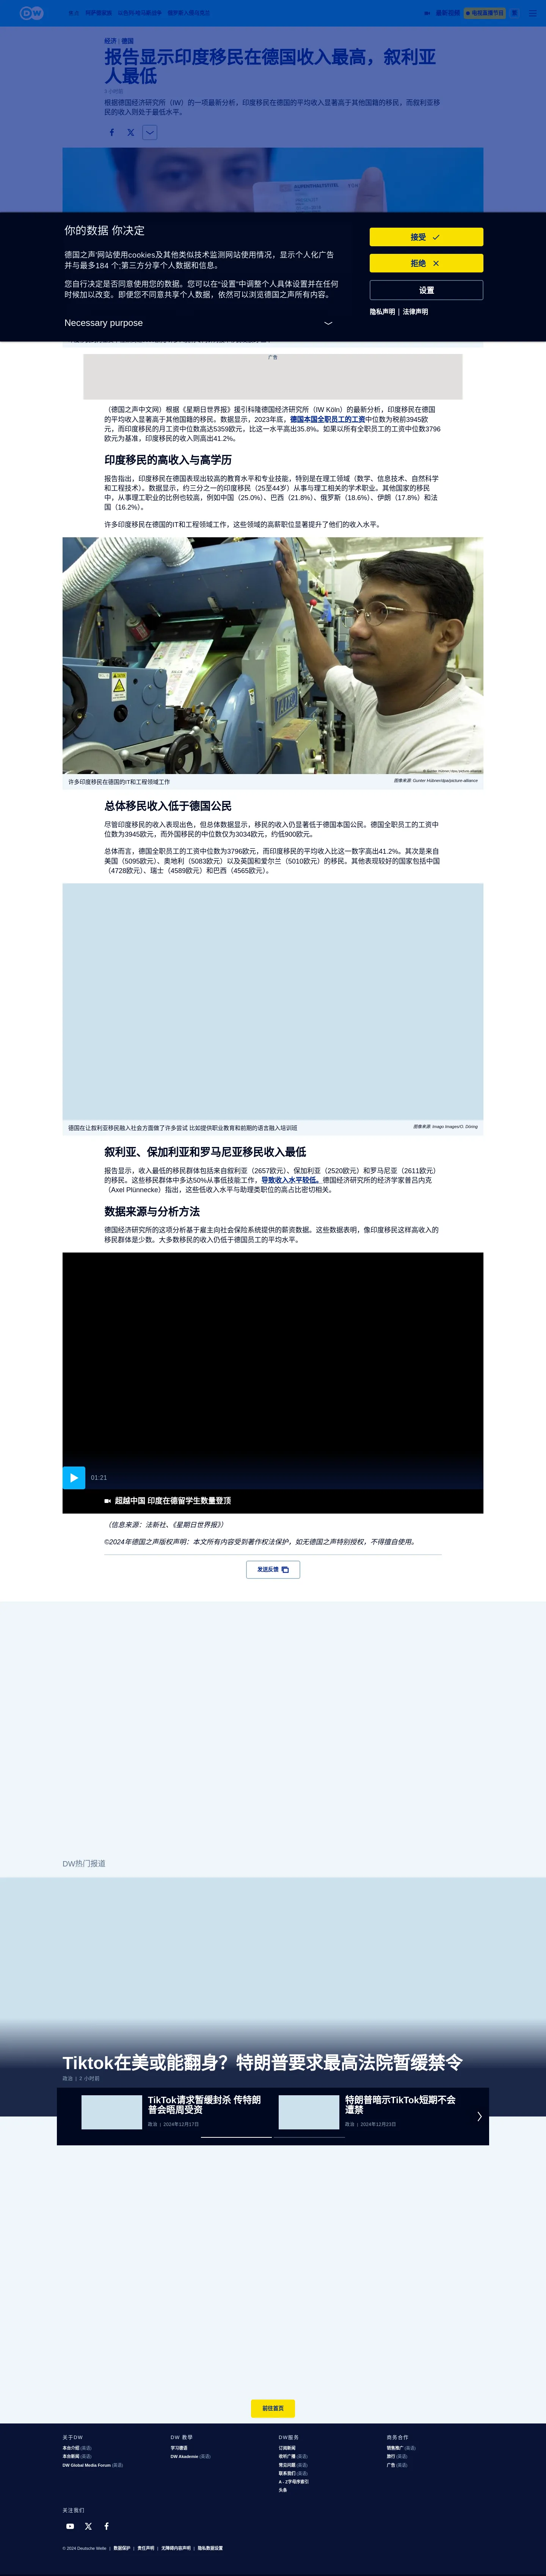 DW
最新视频
电视直播节目
经济 | 德国
报告显示印度移民在德国收入最高，叙利亚
人最低
根据德国经济研究所（IW）的一项最新分析，印度移民在德国的平均收入显著高于其他国籍的移民，而叙利亚移
民的收入则处于最低水平。
你的数据 你决定
德国之声'网站使用cookies及其他类似技术监测网站使用情况，显示个人化广告
并与最多184 个;第三方分享个人数据和信息。
您自行决定是否同意使用您的数据。您可以在“设置”中调整个人具体设置并在任何
时候加以改变。即便您不同意共享个人数据，依然可以浏览德国之声所有内容。
Necessary purpose
接受
拒绝
设置
隐私声明 | 法律声明
广告
（德国之声中文网）根据《星期日世界报》援引科隆德国经济研究所（IW Köln）的最新分析，印度移民在德国
的平均收入显著高于其他国籍的移民。数据显示，2023年底，德国本国全职员工的工资中位数为税前3945欧
元，而印度移民的月工资中位数高达5359欧元，比这一水平高出35.8%。如果以所有全职员工的工资中位数3796
欧元为基准，印度移民的收入则高出41.2%。
印度移民的高收入与高学历
报告指出，印度移民在德国表现出较高的教育水平和专业技能，特别是在理工领域（数学、信息技术、自然科学
和工程技术）。数据显示，约三分之一的印度移民（25至44岁）从事与理工相关的学术职业。其他国家的移民
中，从事理工职业的比例也较高，例如中国（25.0%）、巴西（21.8%）、俄罗斯（18.6%）、伊朗（17.8%）和法
国（16.2%）。
许多印度移民在德国的IT和工程领域工作，这些领域的高薪职位显著提升了他们的收入水平。
许多印度移民在德国的IT和工程领域工作
图像来源: Gunter Hübner/dpa/picture-alliance
总体移民收入低于德国公民
尽管印度移民的收入表现出色，但总体数据显示，移民的收入仍显著低于德国本国公民。德国全职员工的工资中
位数为3945欧元，而外国移民的中位数仅为3034欧元，约低900欧元。
总体而言，德国全职员工的工资中位数为3796欧元，而印度移民的平均收入比这一数字高出41.2%。其次是来自
美国（5095欧元）、奥地利（5083欧元）以及英国和爱尔兰（5010欧元）的移民。其他表现较好的国家包括中国
（4728欧元）、瑞士（4589欧元）和巴西（4565欧元）。
德国在让叙利亚移民融入社会方面做了许多尝试 比如提供职业教育和前期的语言融入培训班
图像来源: Imago Images/O. Döring
叙利亚、保加利亚和罗马尼亚移民收入最低
报告显示，收入最低的移民群体包括来自叙利亚（2657欧元）、保加利亚（2520欧元）和罗马尼亚（2611欧元）
的移民。这些移民群体中多达50%从事低技能工作，导致收入水平较低。德国经济研究所的经济学家普吕内克
（Axel Plünnecke）指出，这些低收入水平与助理类职位的高占比密切相关。
数据来源与分析方法
德国经济研究所的这项分析基于雇主向社会保险系统提供的薪资数据。这些数据表明，像印度移民这样高收入的
移民群体是少数。大多数移民的收入仍低于德国员工的平均水平。
01:21
超越中国 印度在德留学生数量登顶
（信息来源：法新社、《星期日世界报》）
©2024年德国之声版权声明：本文所有内容受到著作权法保护，如无德国之声特别授权，不得擅自使用。
发送反馈
DW热门报道
Tiktok在美或能翻身？特朗普要求最高法院暂缓禁令
政治 | 2 小时前
TikTok请求暂缓封杀 传特朗
普会晤周受资
政治 | 2024年12月17日
特朗普暗示TikTok短期不会
遭禁
政治 | 2024年12月23日
前往首页
关于DW
本台介绍 (英语)
本台新闻 (英语)
DW Global Media Forum (英语)
DW 教學
学习德语
DW Akademie (英语)
DW服务
订阅新闻
收听广播 (英语)
常见问题 (英语)
联系我们 (英语)
A - Z字母序索引
头条
商务合作
销售推广 (英语)
旅行 (英语)
广告 (英语)
关注我们
© 2024 Deutsche Welle | 数据保护 | 责任声明 | 无障碍内容声明 | 隐私数据设置